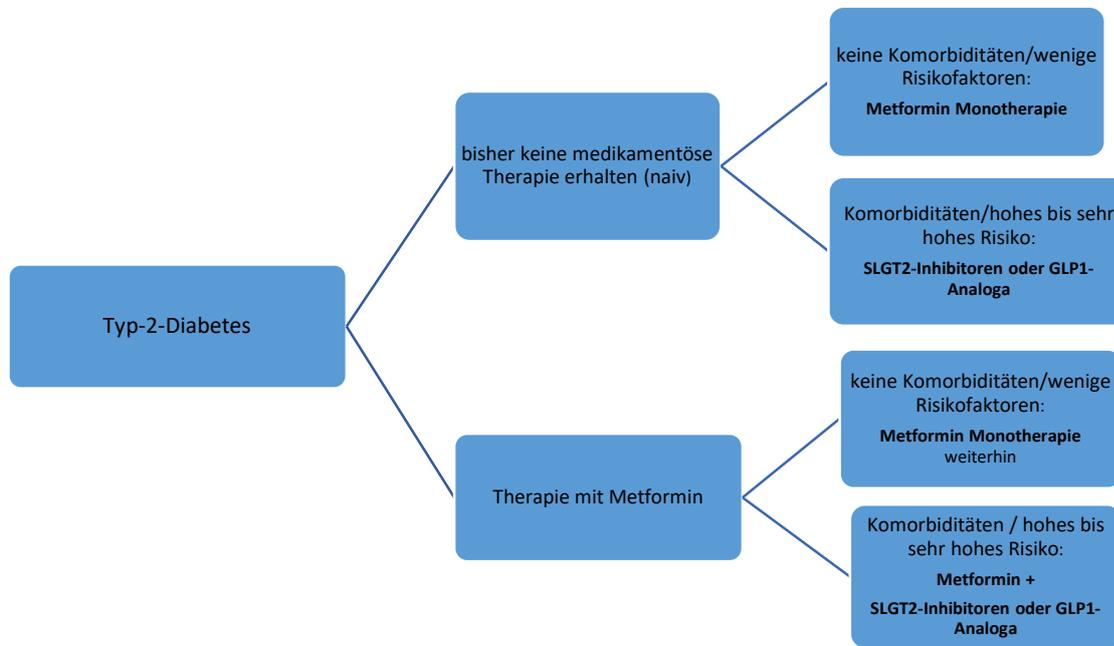 Typ-2-Diabetes
bisher keine medikamentöse
Therapie erhalten (naiv)
keine Komorbiditäten/wenige
Risikofaktoren:
Metformin Monotherapie
Komorbiditäten/hohes bis sehr
hohes Risiko:
SLGT2-Inhibitoren oder GLP1-
Analoga
Therapie mit Metformin
keine Komorbiditäten/wenige
Risikofaktoren:
Metformin Monotherapie
weiterhin
Komorbiditäten / hohes bis
sehr hohes Risiko:
Metformin +
SLGT2-Inhibitoren oder GLP1-
Analoga